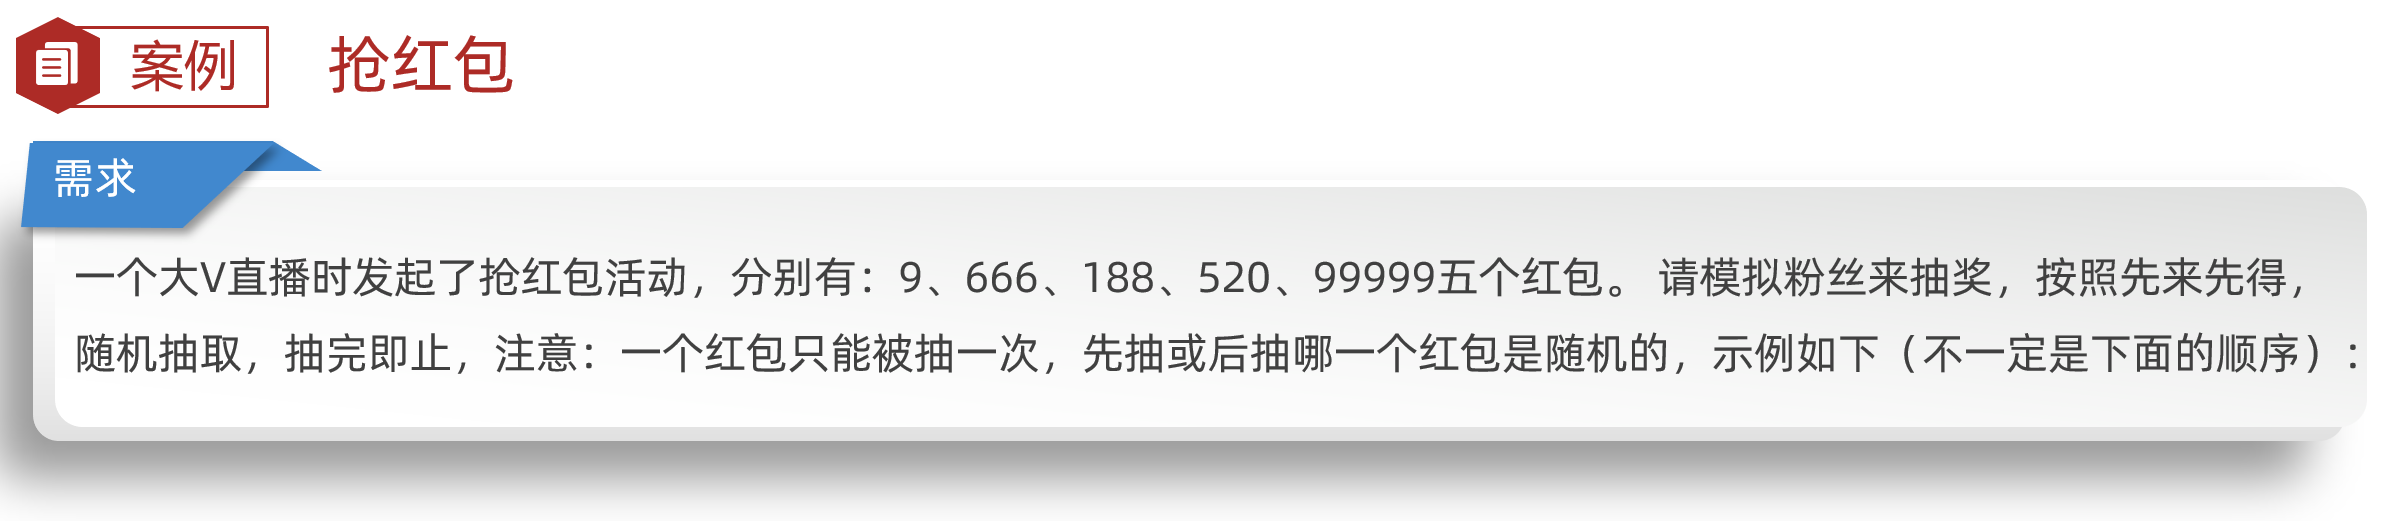 案例 抢红包
需求
一个大V直播时发起了抢红包活动，分别有：9、666、188、520、99999五个红包。 请模拟粉丝来抽奖，按照先来先得，
随机抽取，抽完即止，注意：一个红包只能被抽一次，先抽或后抽哪一个红包是随机的，示例如下（不一定是下面的顺序）：